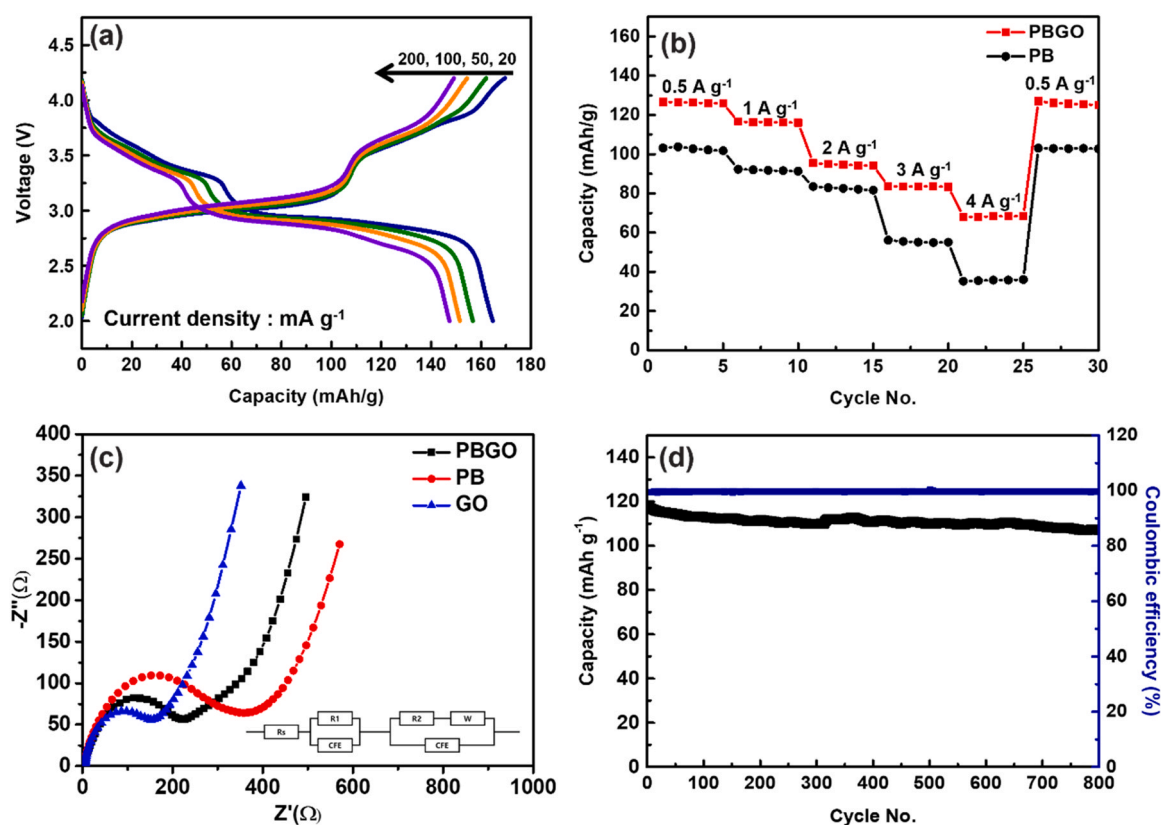 (a)
200, 100, 50, 20
4.5
4.0
3.5
3.0
2.5
2.0
Voltage (V)
Current density : mA g⁻¹
0 20 40 60 80 100 120 140 160 180
Capacity (mAh/g)
(b)
PBGO
PB
160
140
120
100
80
60
40
20
0
Capacity (mAh/g)
0.5 A g⁻¹
1 A g⁻¹
2 A g⁻¹
3 A g⁻¹
4 A g⁻¹
0.5 A g⁻¹
0 5 10 15 20 25 30
Cycle No.
(c)
PBGO
PB
GO
400
350
300
250
200
150
100
50
0
-Z"(Ω)
Rs
R1
CFE
R2
W
CFE
0 200 400 600 800 1000
Z'(Ω)
(d)
140
120
100
80
60
40
20
0
Capacity (mAh g⁻¹)
120
100
80
60
40
20
0
Coulombic efficiency (%)
0 100 200 300 400 500 600 700 800
Cycle No.